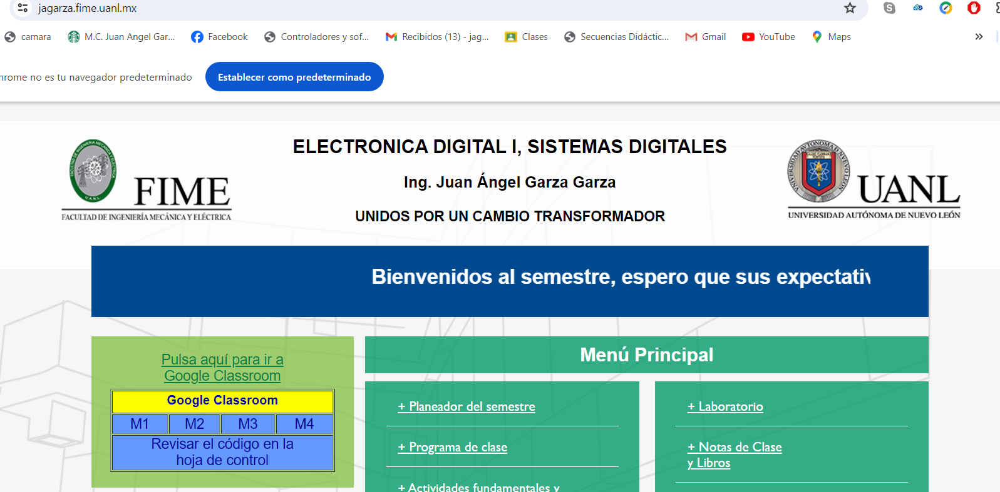 jagarza.fime.uanl.mx
camara M.C. Juan Angel Gar... Facebook Controladores y sof... Recibidos (13) - jag... Clases Secuencias Didáctic... Gmail YouTube Maps
hrome no es tu navegador predeterminado Establecer como predeterminado
ELECTRONICA DIGITAL I, SISTEMAS DIGITALES
Ing. Juan Ángel Garza Garza
UNIDOS POR UN CAMBIO TRANSFORMADOR
FIME
FACULTAD DE INGENIERÍA MECÁNICA Y ELÉCTRICA
UANL
UNIVERSIDAD AUTÓNOMA DE NUEVO LEÓN
Bienvenidos al semestre, espero que sus expectativ
Pulsa aquí para ir a
Google Classroom
Google Classroom
M1 M2 M3 M4
Revisar el código en la
hoja de control
Menú Principal
+ Planeador del semestre
+ Programa de clase
+ Actividades fundamentales y
+ Laboratorio
+ Notas de Clase
y Libros